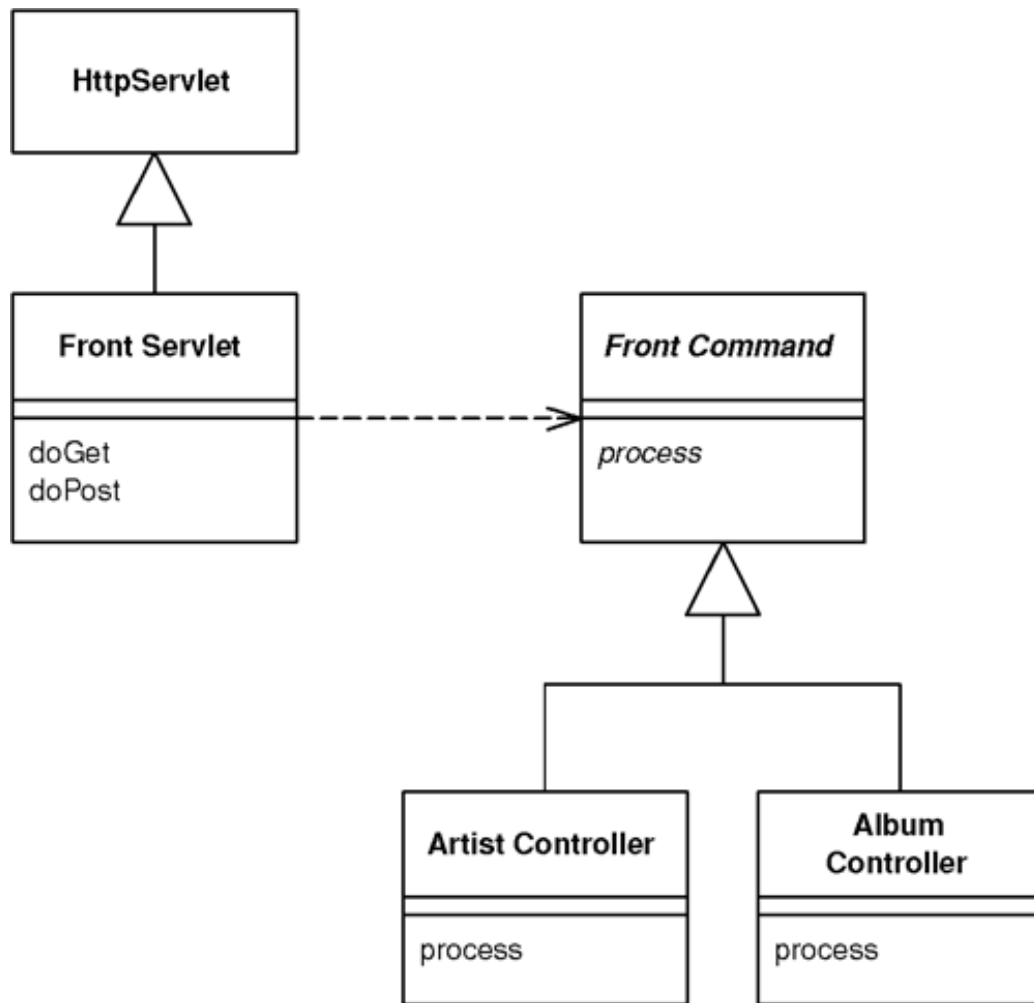 HttpServlet
Front Servlet
doGet
doPost
Front Command
process
Artist Controller
process
Album
Controller
process